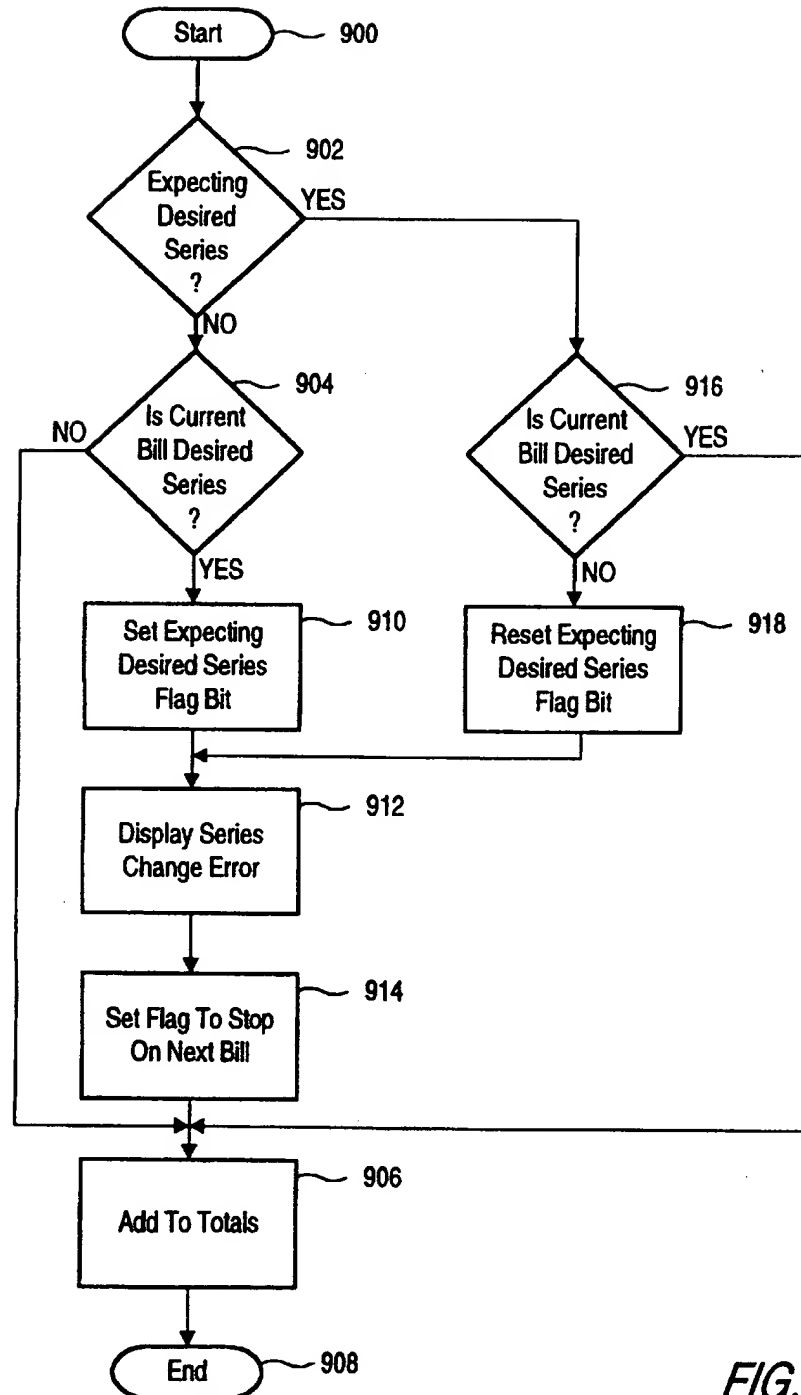 Start
900
902
Expecting
Desired
Series
?
YES
NO
904
Is Current
Bill Desired
Series
?
NO
YES
916
Is Current
Bill Desired
Series
?
YES
NO
910
Set Expecting
Desired Series
Flag Bit
918
Reset Expecting
Desired Series
Flag Bit
912
Display Series
Change Error
914
Set Flag To Stop
On Next Bill
906
Add To Totals
End
908
FIG.